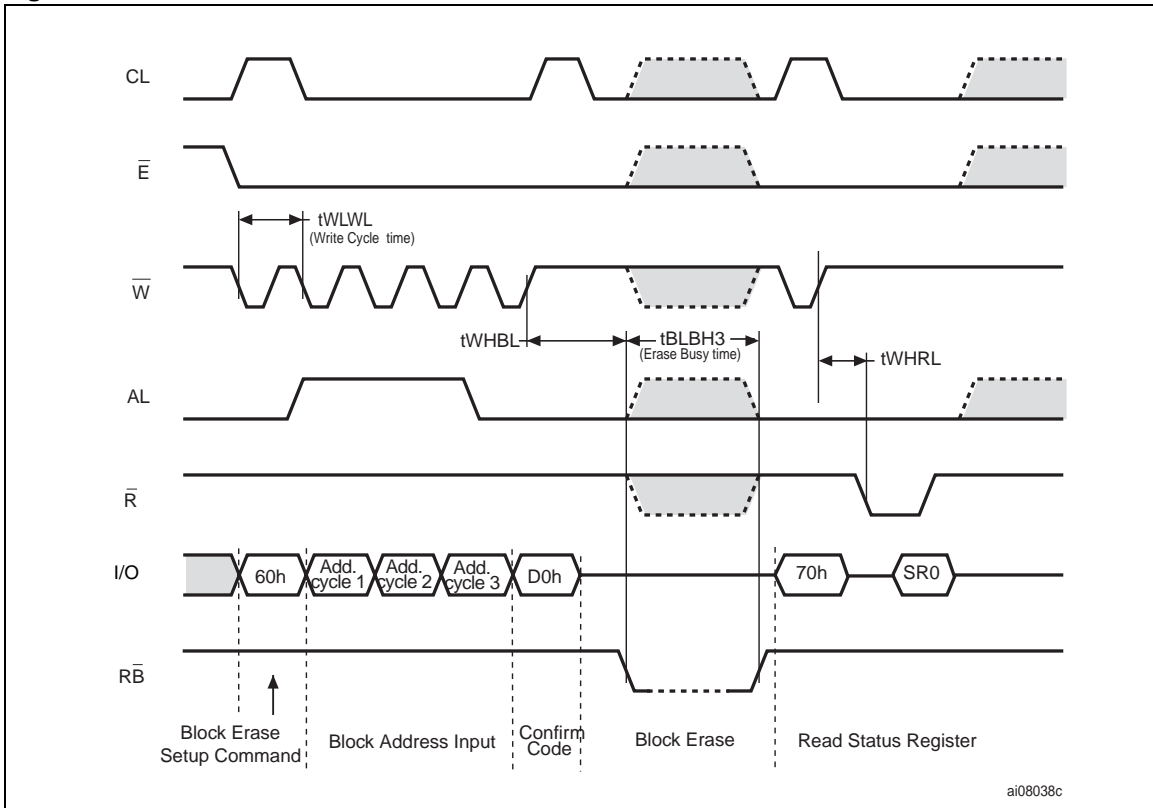 CL
E
tWLWL
(Write Cycle time)
W
tWHBL
tBLBH3
(Erase Busy time)
tWHRL
AL
R
I/O
60h
Add. cycle 1
Add. cycle 2
Add. cycle 3
D0h
70h
SR0
RB
Block Erase
Setup Command
Block Address Input
Confirm
Code
Block Erase
Read Status Register
ai08038c